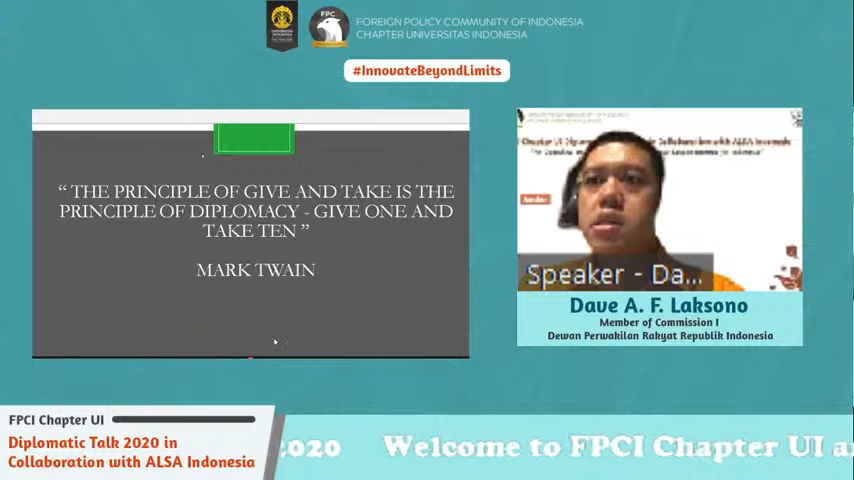 FPC
FOREIGN POLICY COMMUNITY OF INDONESIA
CHAPTER UNIVERSITAS INDONESIA
#InnovateBeyondLimits
“ THE PRINCIPLE OF GIVE AND TAKE IS THE
PRINCIPLE OF DIPLOMACY - GIVE ONE AND
TAKE TEN ”
MARK TWAIN
Speaker - Da...
Dave A. F. Laksono
Member of Commission I
Dewan Perwakilan Rakyat Republik Indonesia
FPCI Chapter UI
Diplomatic Talk 2020 in
Collaboration with ALSA Indonesia
2020 Welcome to FPCI Chapter UI